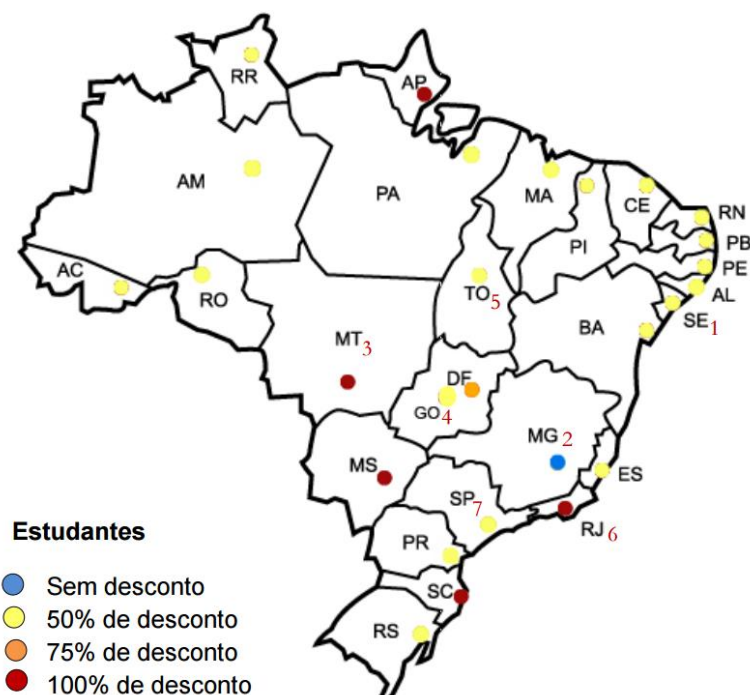 RR
AP
AM
PA
MA
CE
RN
PI
PB
AC
PE
RO
TO5
AL
SE1
BA
MT3
DF
GO4
MG2
MS
ES
SP7
RJ6
Estudantes
PR
Sem desconto
SC
50% de desconto
RS
75% de desconto
100% de desconto